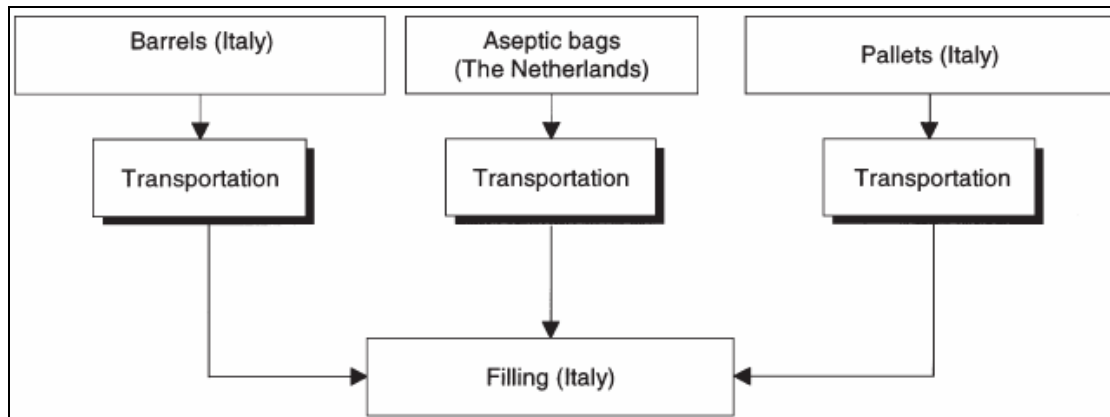 Barrels (Italy)
Aseptic bags
(The Netherlands)
Pallets (Italy)
Transportation
Transportation
Transportation
Filling (Italy)